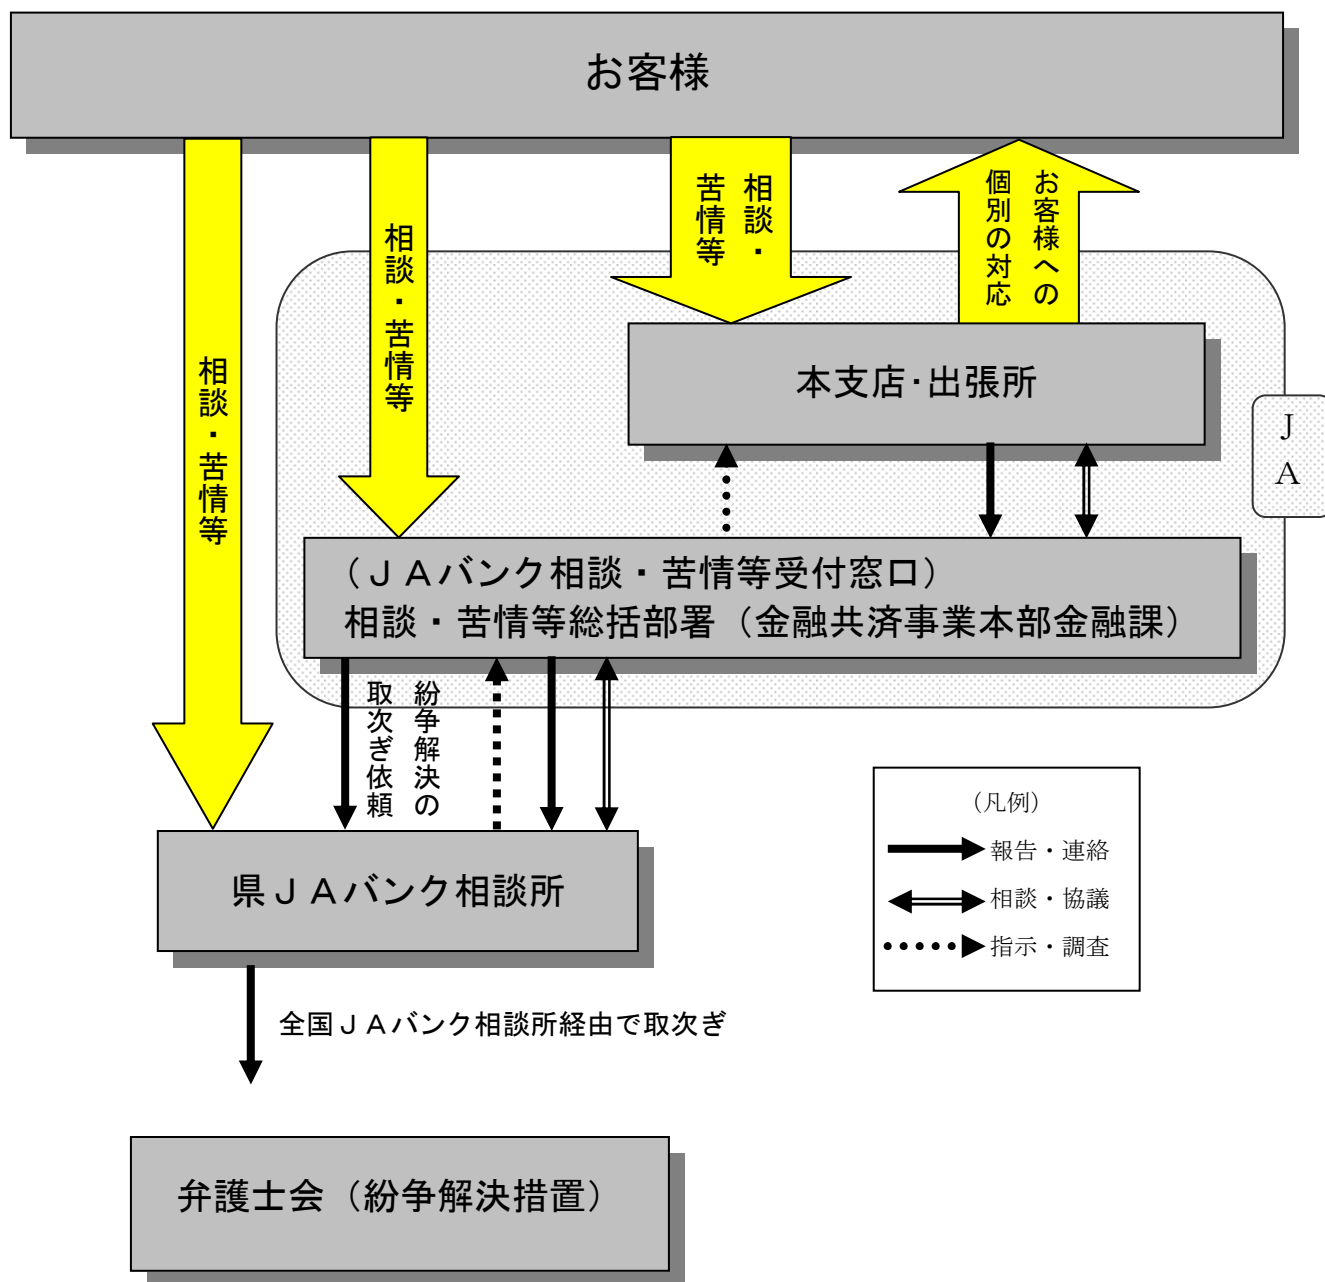 お客様
相談・苦情等
相談・苦情等
相談・
苦情等
お客様への
個別の対応
本支店・出張所
ＪＡ
（ＪＡバンク相談・苦情等受付窓口）
相談・苦情等総括部署（金融共済事業本部金融課）
紛争解決の
取次ぎ依頼
県ＪＡバンク相談所
（凡例）
報告・連絡
相談・協議
指示・調査
全国ＪＡバンク相談所経由で取次ぎ
弁護士会（紛争解決措置）